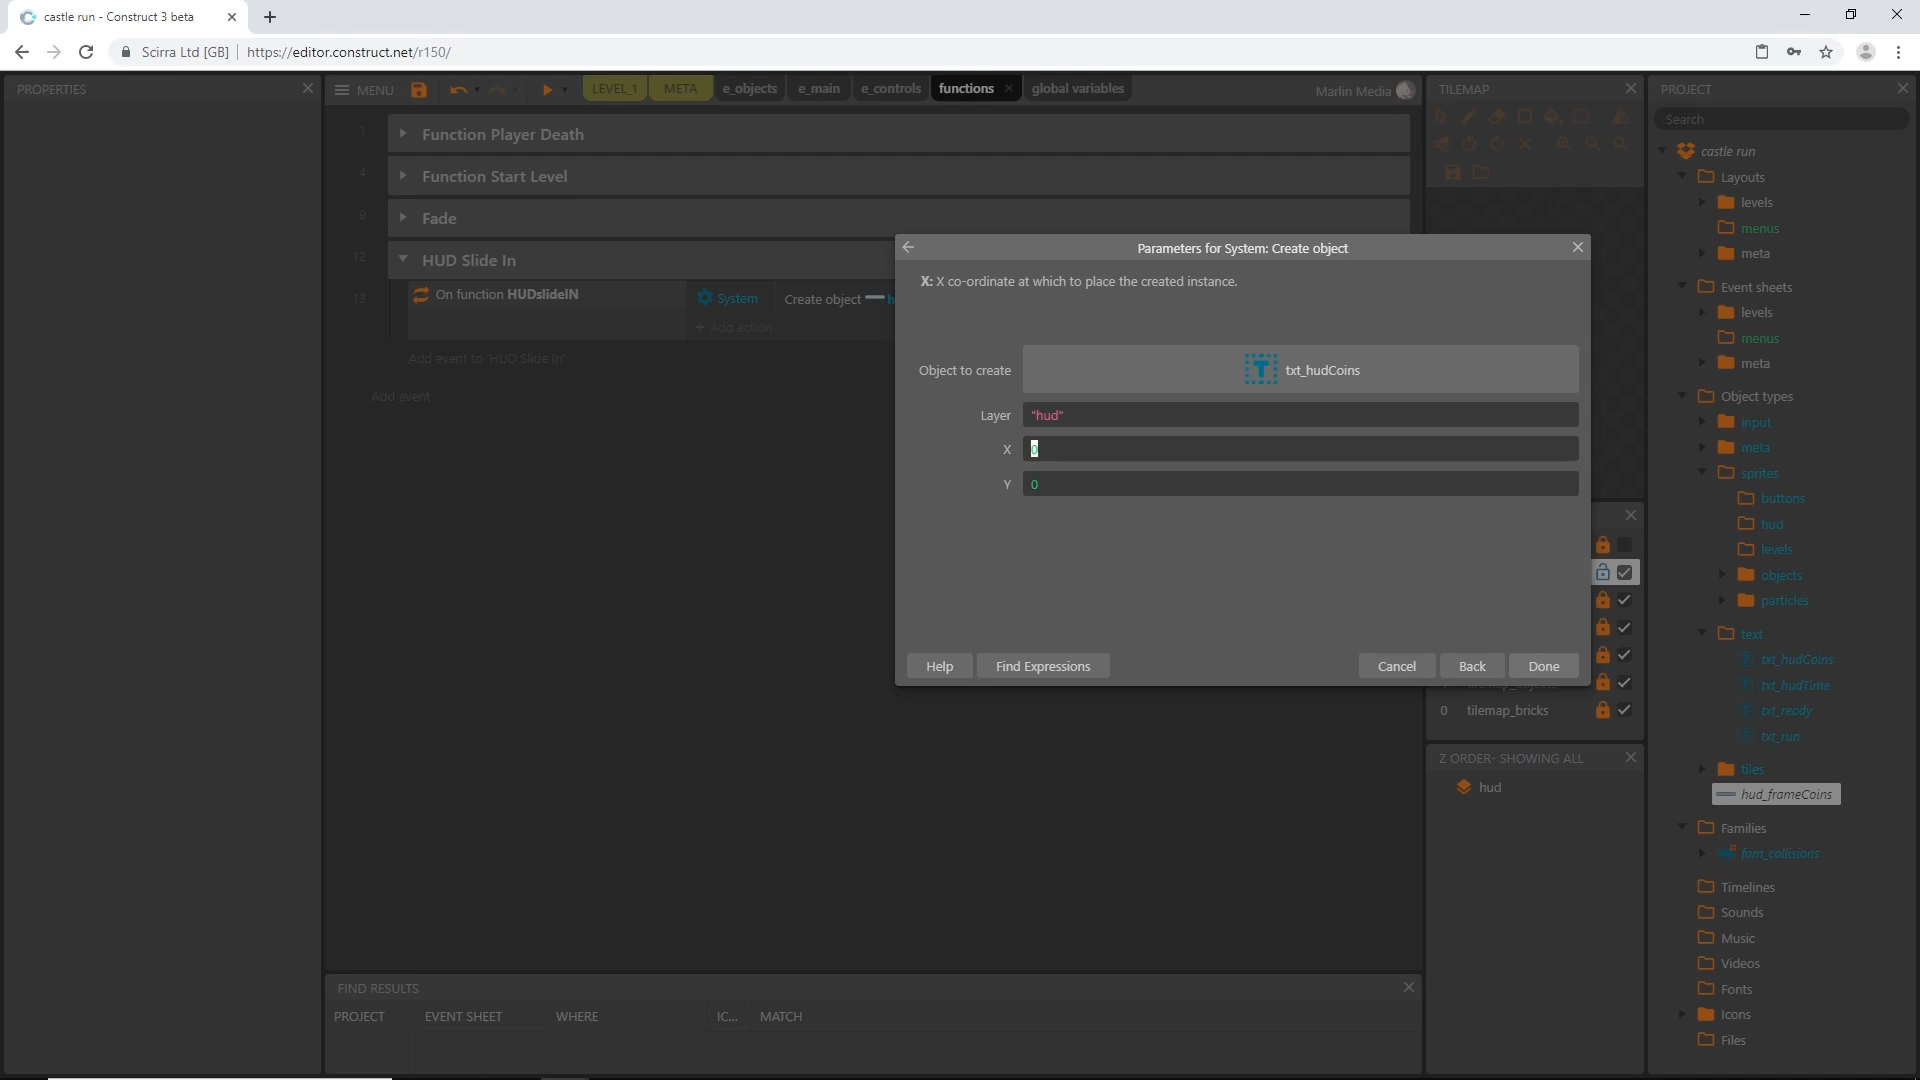 castle run - Construct 3 beta
Scirra Ltd [GB]
https://editor.construct.net/r150/
PROPERTIES
MENU
LEVEL_1
META
e_objects
e_main
e_controls
functions
global variables
Marlin Media
1
Function Player Death
4
Function Start Level
9
Fade
12
HUD Slide In
13
On function HUDslideIN
System
Create object
+ Add action
Add event to 'HUD Slide In'
Add event
Parameters for System: Create object
X: X co-ordinate at which to place the created instance.
Object to create
txt_hudCoins
Layer
"hud"
X
0
Y
0
Help
Find Expressions
Cancel
Back
Done
FIND RESULTS
PROJECT
EVENT SHEET
WHERE
IC...
MATCH
TILEMAP
0
tilemap_bricks
Z ORDER- SHOWING ALL
hud
PROJECT
Search
castle run
Layouts
levels
menus
meta
Event sheets
levels
menus
meta
Object types
input
meta
sprites
buttons
hud
levels
objects
particles
text
txt_hudCoins
txt_hudTime
txt_ready
txt_run
tiles
hud_frameCoins
Families
fam_collisions
Timelines
Sounds
Music
Videos
Fonts
Icons
Files